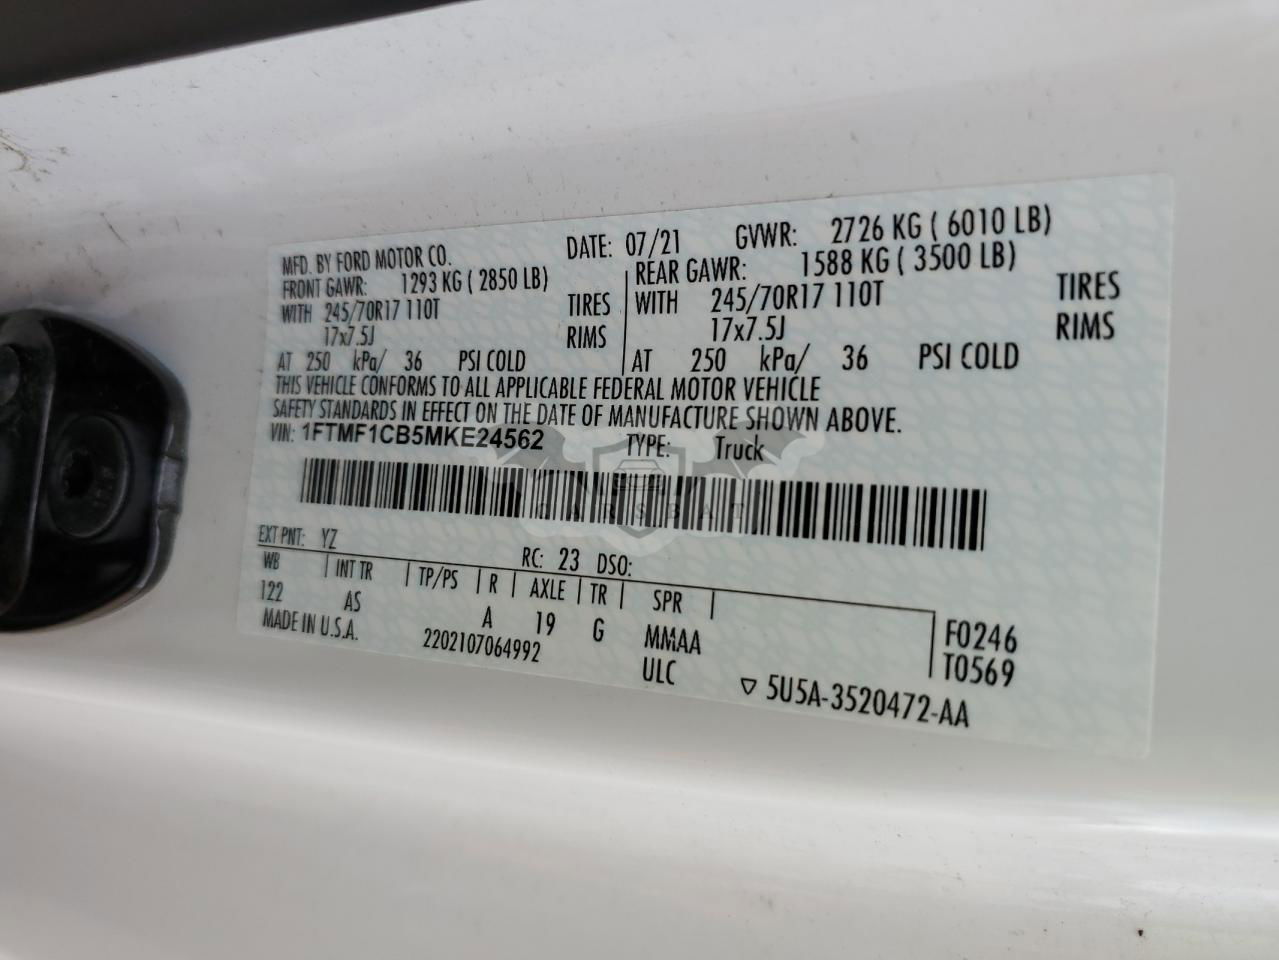 MFD. BY FORD MOTOR CO. DATE: 07/21 GVWR: 2726 KG ( 6010 LB)
FRONT GAWR: 1293 KG ( 2850 LB) REAR GAWR: 1588 KG ( 3500 LB)
WITH 245/70R17 110T TIRES WITH 245/70R17 110T TIRES
17x7.5J RIMS 17x7.5J RIMS
AT 250 kPa/ 36 PSI COLD AT 250 kPa/ 36 PSI COLD
THIS VEHICLE CONFORMS TO ALL APPLICABLE FEDERAL MOTOR VEHICLE
SAFETY STANDARDS IN EFFECT ON THE DATE OF MANUFACTURE SHOWN ABOVE.
VIN: 1FTMF1CB5MKE24562 TYPE: Truck
CARSBAT
EXT PNT: YZ RC: 23 DSO:
WB INT TR TP/PS R AXLE TR SPR
122 AS A 19 G MMAA F0246
MADE IN U.S.A. 2202107064992 ULC T0569
▽ 5U5A-3520472-AA